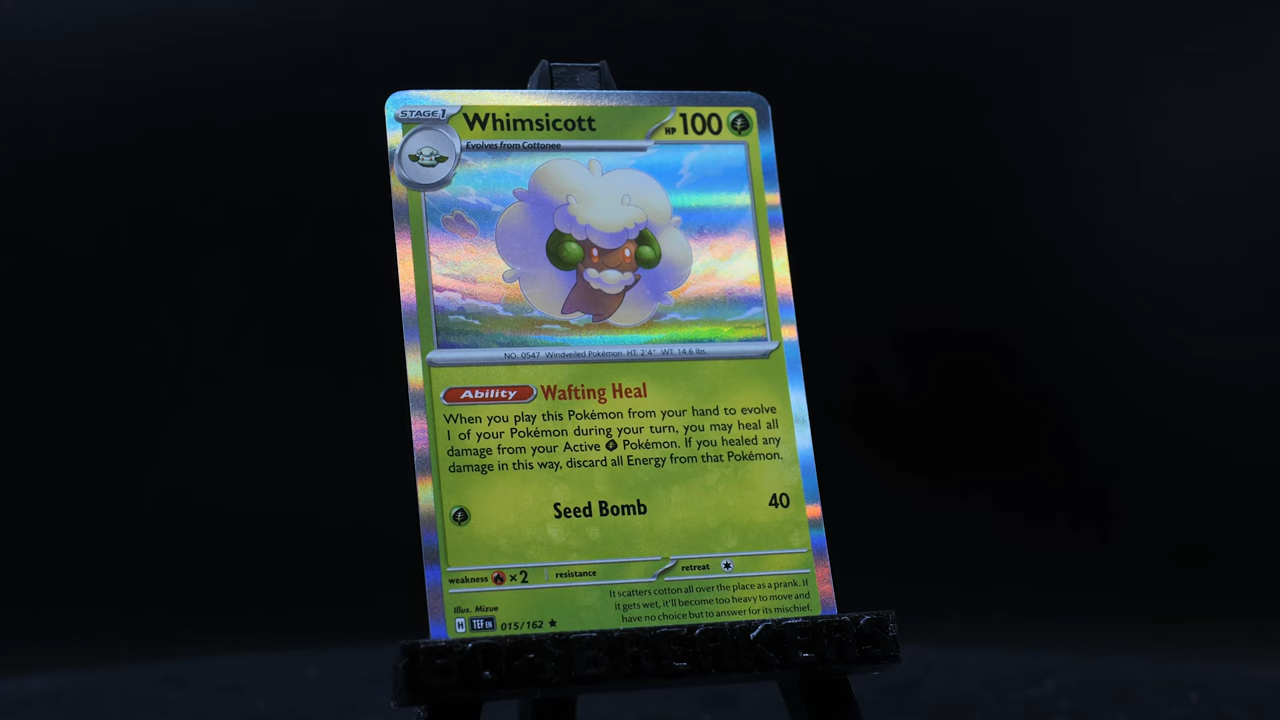 STAGE1
Whimsicott
HP 100
Evolves from Cottonee
NO. 0547 Windveiled Pokémon HT: 2'4" WT: 14.6 lbs.
Ability Wafting Heal
When you play this Pokémon from your hand to evolve
1 of your Pokémon during your turn, you may heal all
damage from your Active Pokémon. If you healed any
damage in this way, discard all Energy from that Pokémon.
Seed Bomb 40
weakness ×2 resistance retreat
It scatters cotton all over the place as a prank. If
it gets wet, it'll become too heavy to move and
have no choice but to answer for its mischief.
Illus. Mizue
H TEF EN 015/162